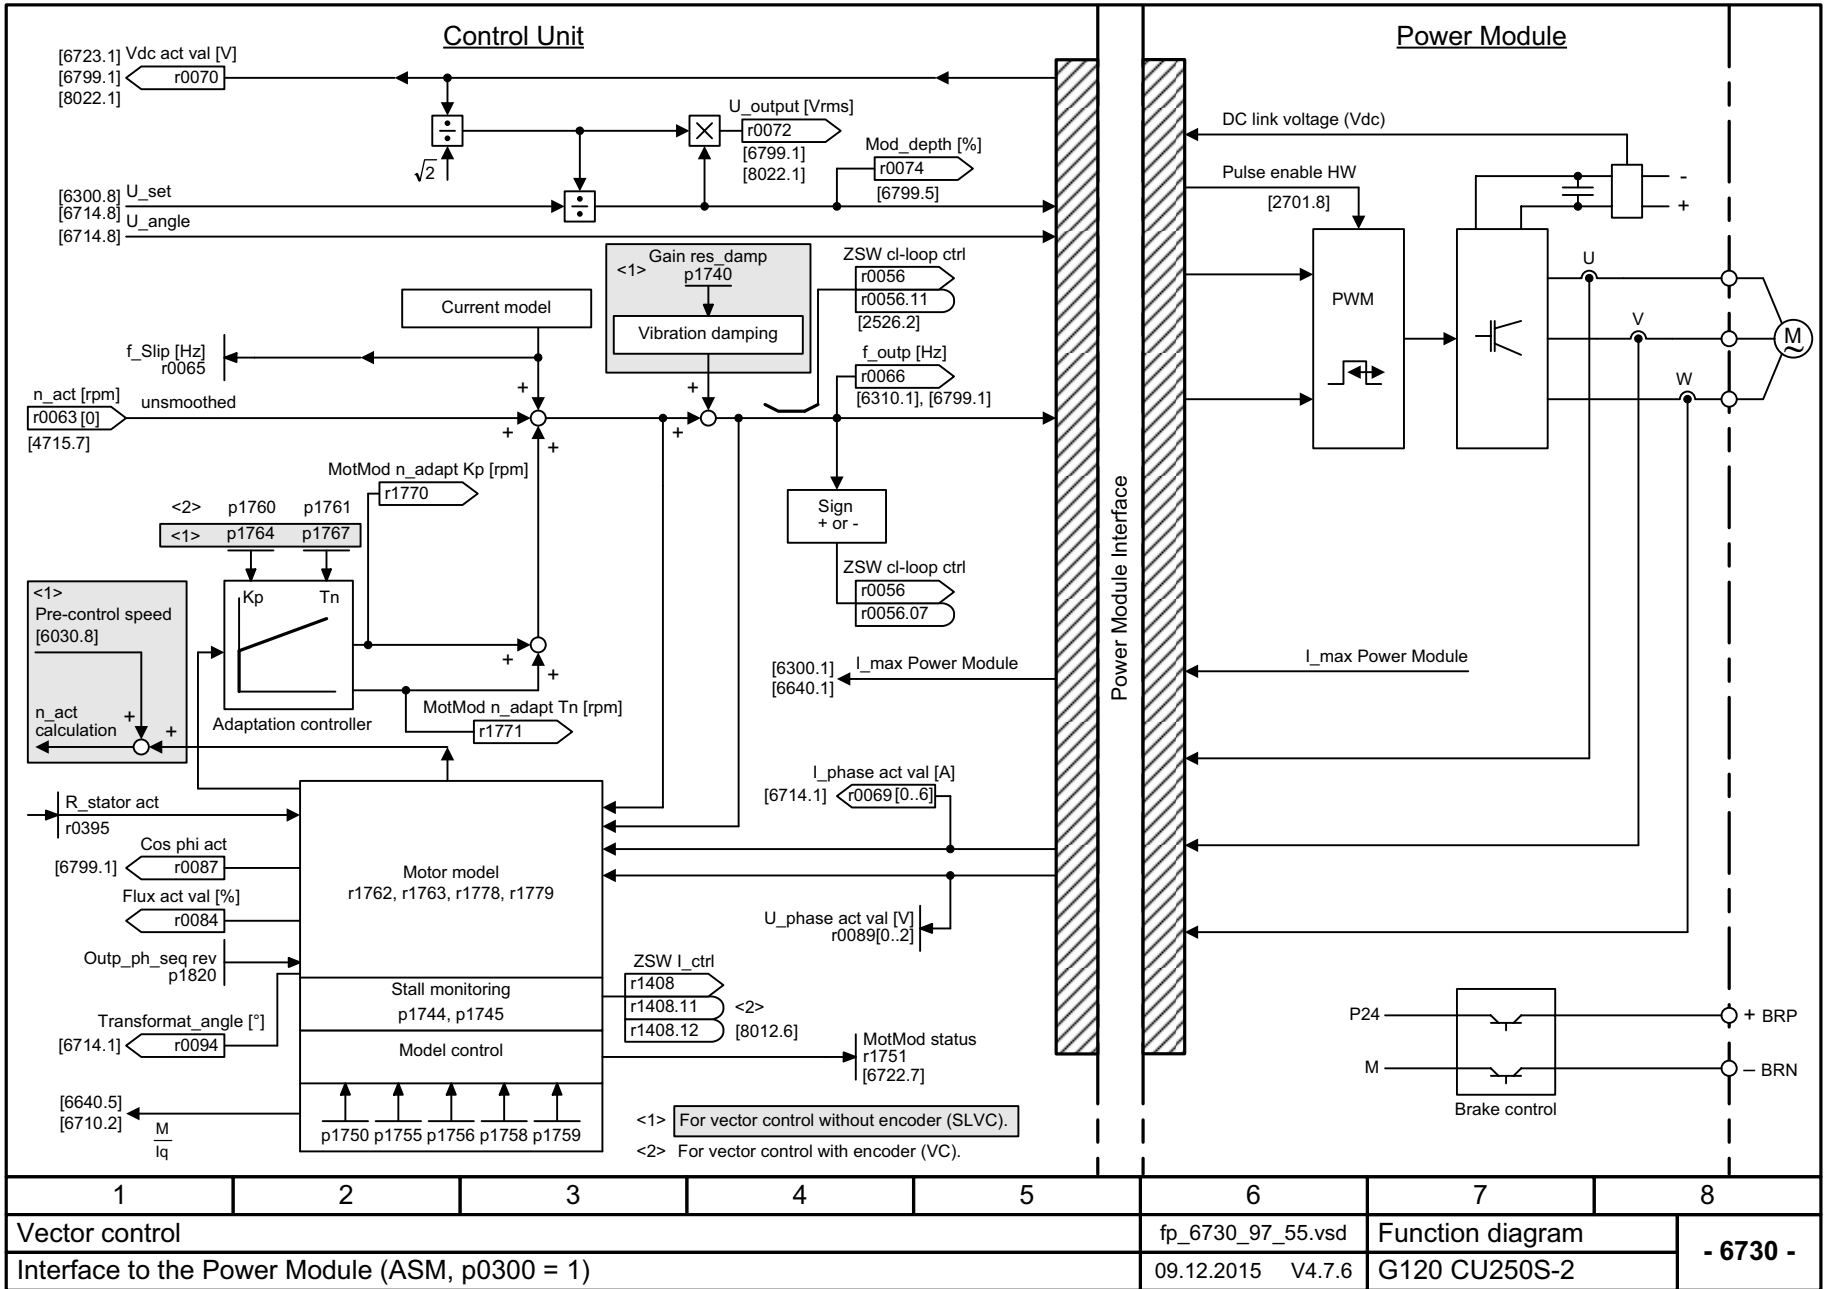 Control Unit
Power Module
[6723.1] Vdc act val [V]
[6799.1] r0070
[8022.1]
÷
√2
U_output [Vrms]
r0072
[6799.1]
[8022.1]
Mod_depth [%]
r0074
[6799.5]
[6300.8] U_set
[6714.8]
÷
U_angle
[6714.8]
DC link voltage (Vdc)
Pulse enable HW
[2701.8]
-
+
<1> Gain res_damp
p1740
Vibration damping
ZSW cl-loop ctrl
r0056
r0056.11
[2526.2]
Current model
f_Slip [Hz]
r0065
f_outp [Hz]
r0066
[6310.1], [6799.1]
n_act [rpm]
r0063 [0]
unsmoothed
[4715.7]
+
+
+
+
+
PWM
U
V
W
M
~
MotMod n_adapt Kp [rpm]
r1770
<2> p1760 p1761
<1> p1764 p1767
Kp Tn
Adaptation controller
+
+
MotMod n_adapt Tn [rpm]
r1771
Sign
+ or -
ZSW cl-loop ctrl
r0056
r0056.07
Power Module Interface
<1>
Pre-control speed
[6030.8]
n_act
calculation
+
+
[6300.1] I_max Power Module
[6640.1]
I_max Power Module
I_phase act val [A]
[6714.1] r0069 [0..6]
R_stator act
r0395
Cos phi act
[6799.1] r0087
Flux act val [%]
r0084
Outp_ph_seq rev
p1820
Transformat_angle [°]
[6714.1] r0094
[6640.5]
[6710.2]
M
Iq
Motor model
r1762, r1763, r1778, r1779
U_phase act val [V]
r0089[0..2]
Stall monitoring
p1744, p1745
Model control
p1750 p1755 p1756 p1758 p1759
ZSW I_ctrl
r1408
r1408.11 <2>
r1408.12 [8012.6]
MotMod status
r1751
[6722.7]
<1> For vector control without encoder (SLVC).
<2> For vector control with encoder (VC).
P24
M
Brake control
+ BRP
– BRN
1 2 3 4 5 6 7 8
Vector control
fp_6730_97_55.vsd
Function diagram
- 6730 -
Interface to the Power Module (ASM, p0300 = 1)
09.12.2015 V4.7.6
G120 CU250S-2